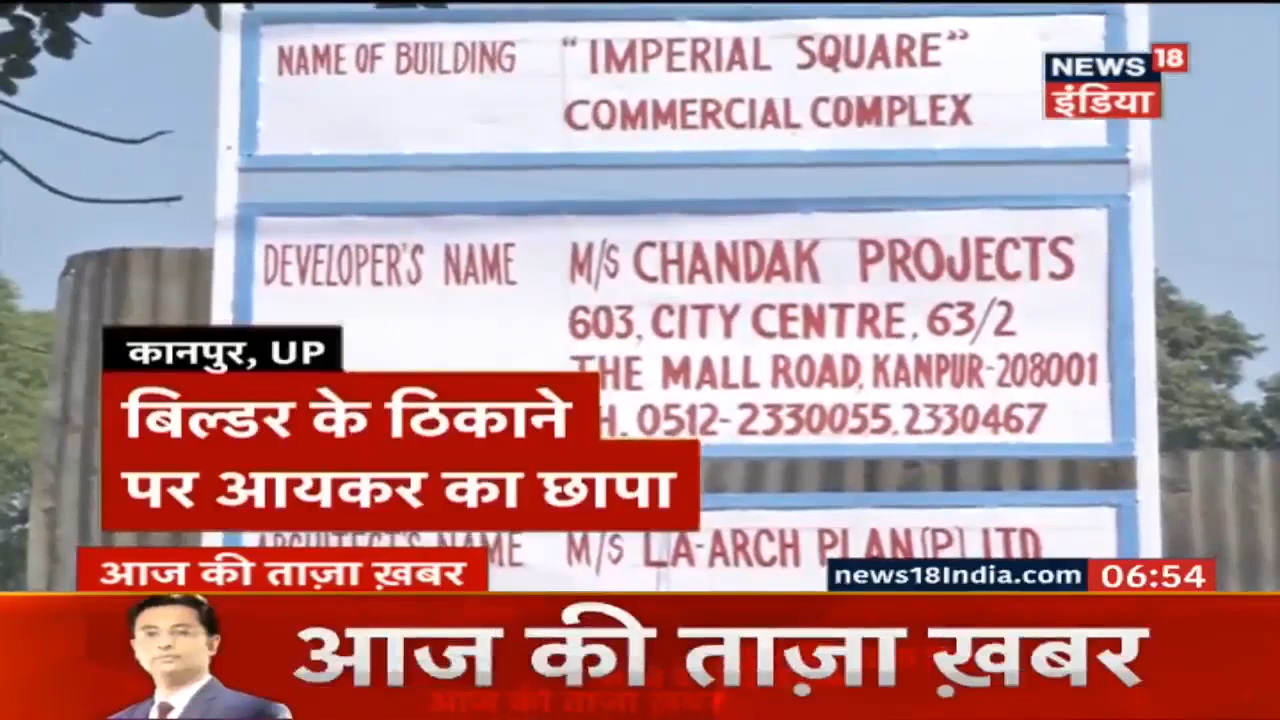 NAME OF BUILDING "IMPERIAL SQUARE"
COMMERCIAL COMPLEX
NEWS 18
इंडिया
DEVELOPER'S NAME M/S CHANDAK PROJECTS
603, CITY CENTRE, 63/2
THE MALL ROAD, KANPUR-208001
H. 0512-2330055, 2330467
कानपुर, UP
बिल्डर के ठिकाने
पर आयकर का छापा
ARCHITECT'S NAME M/S LA-ARCH PLAN (P) LTD
आज की ताज़ा ख़बर
news18India.com 06:54
आज की ताज़ा ख़बर